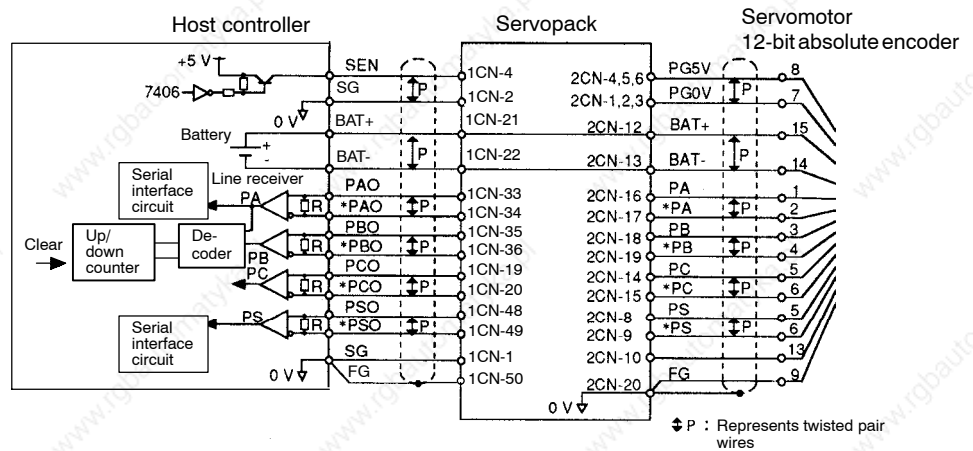 Host controller
Servopack
Servomotor
12-bit absolute encoder
+5 V
7406
SEN
SG
0 V
P
1CN-4
1CN-2
2CN-4,5,6
2CN-1,2,3
PG5V
PG0V
P
8
7
Battery
+
-
BAT+
BAT-
P
1CN-21
1CN-22
2CN-12
2CN-13
BAT+
BAT-
P
15
14
Serial
interface
circuit
Line receiver
PA
R
PAO
*PAO
P
1CN-33
1CN-34
2CN-16
2CN-17
PA
*PA
P
1
2
Clear
Up/
down
counter
De-
coder
PB
R
PBO
*PBO
P
1CN-35
1CN-36
2CN-18
2CN-19
PB
*PB
P
3
4
PC
R
PCO
*PCO
P
1CN-19
1CN-20
2CN-14
2CN-15
PC
*PC
P
5
6
Serial
interface
circuit
PS
R
PSO
*PSO
P
1CN-48
1CN-49
2CN-8
2CN-9
PS
*PS
P
5
6
2CN-10
13
0 V
SG
FG
1CN-1
1CN-50
2CN-20
0 V
FG
9
P : Represents twisted pair
wires
www.rgbautomatyka.pl